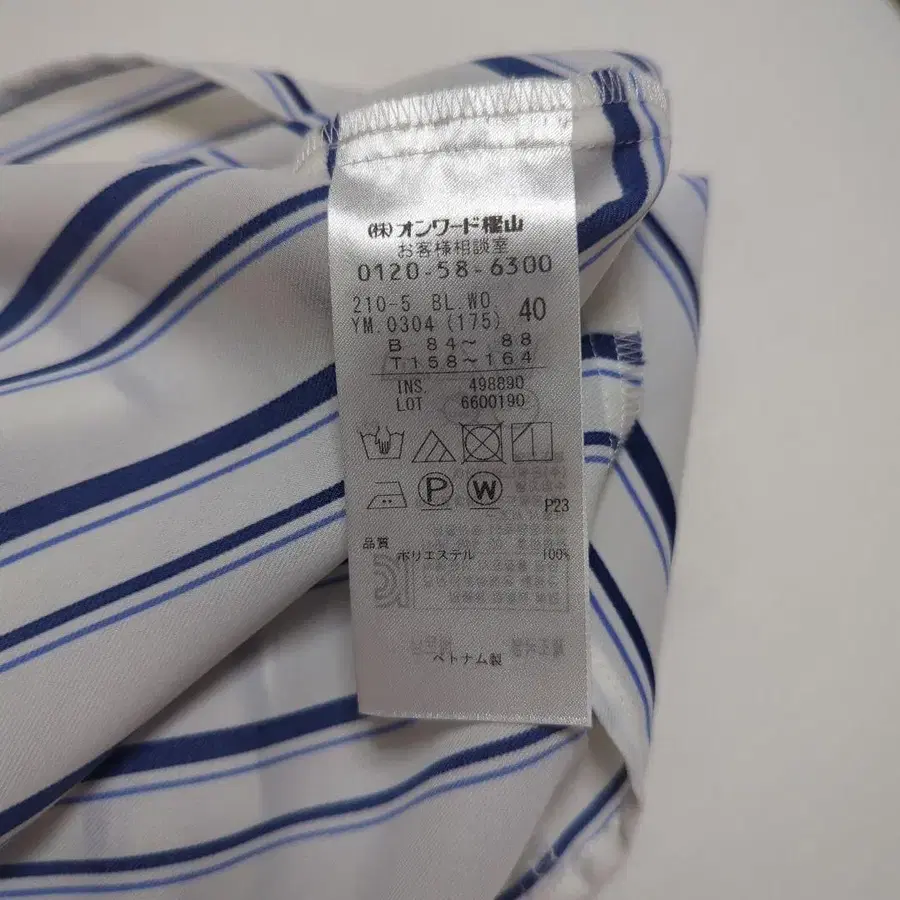 (株)オンワード樫山
お客様相談室
0120-58-6300
210-5 BL.WO.
YM.0304 (175) 40
B 84〜 88
T158〜164
INS. 498890
LOT 6600190
P W
P23
品質
ポリエステル 100%
ベトナム製